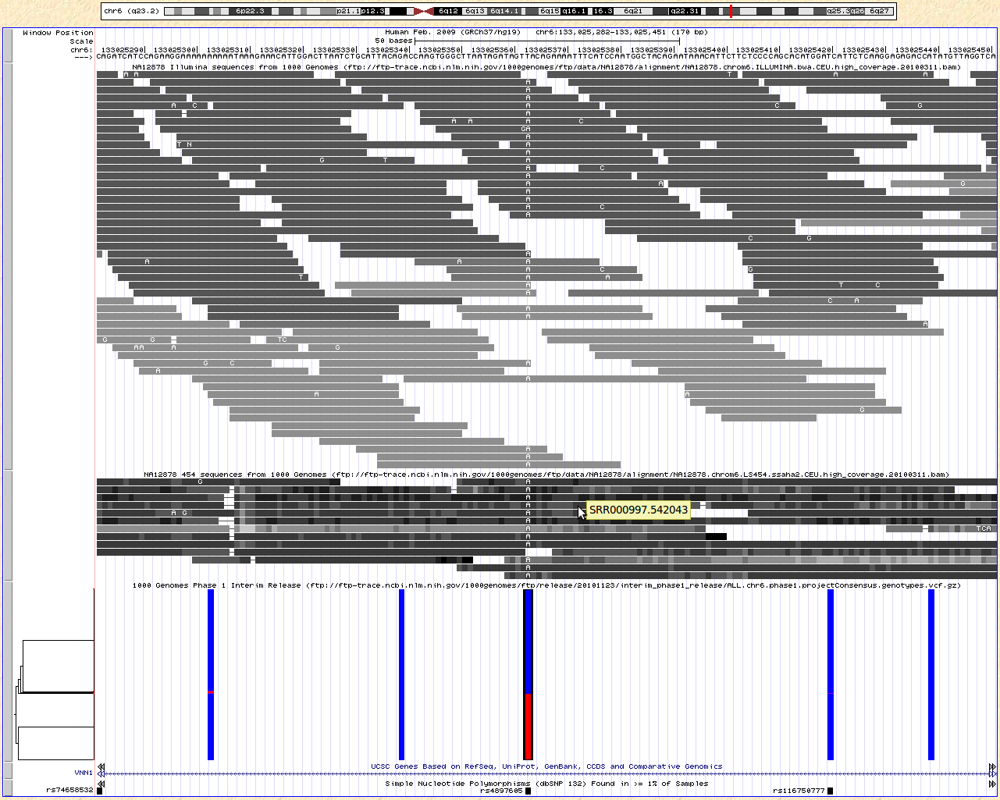 chr6 (q23.2) 6p22.3 p21.1 p12.3 6q12 6q13 6q14.1 6q15 q16.1 16.3 6q21 q22.31 q25.3 q26 6q27
Window Position Human Feb. 2009 (GRCh37/hg19) chr6:133,025,282-133,025,451 (170 bp)
Scale 50 bases
chr6: 133025290 133025300 133025310 133025320 133025330 133025340 133025350 133025360 133025370 133025380 133025390 133025400 133025410 133025420 133025430 133025440 133025450
--->
NA12878 Illumina sequences from 1000 Genomes (ftp://ftp-trace.ncbi.nlm.nih.gov/1000genomes/ftp/data/NA12878/alignment/NA12878.chrom6.ILLUMINA.bwa.CEU.high_coverage.20100311.bam)
A A T A A
A
A
A
A C A C G
A
A A A C
G A
A
T N A
A
G T A
A C
A
A A G
A
A
A C
A
C G
A
A A A
A C G
T A A
A T C
A
A C A
A
A A
G G T C
A A A G
G C A
A
A
A A
G
A
A
A
NA12878 454 sequences from 1000 Genomes (ftp://ftp-trace.ncbi.nlm.nih.gov/1000genomes/ftp/data/NA12878/alignment/NA12878.chrom6.LS454.ssaha2.CEU.high_coverage.20100311.bam)
G A
A
A
A
A G A SRR000997.542043
A
A TCA
A
A
A
A
A
1000 Genomes Phase 1 Interim Release (ftp://ftp-trace.ncbi.nlm.nih.gov/1000genomes/ftp/release/20101123/interim_phase1_release/ALL.chr6.phase1.projectConsensus.genotypes.vcf.gz)
UCSC Genes Based on RefSeq, UniProt, GenBank, CCDS and Comparative Genomics
VNN1
Simple Nucleotide Polymorphisms (dbSNP 132) Found in >= 1% of Samples
rs74658532 rs4897605 rs116750777